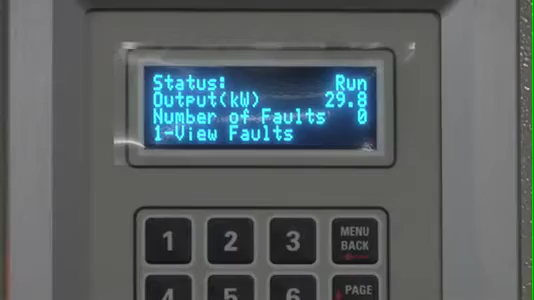 Status: Run
Output(kW) 29.8
Number of Faults 0
1-View Faults
1 2 3 MENU BACK
4 5 6 PAGE